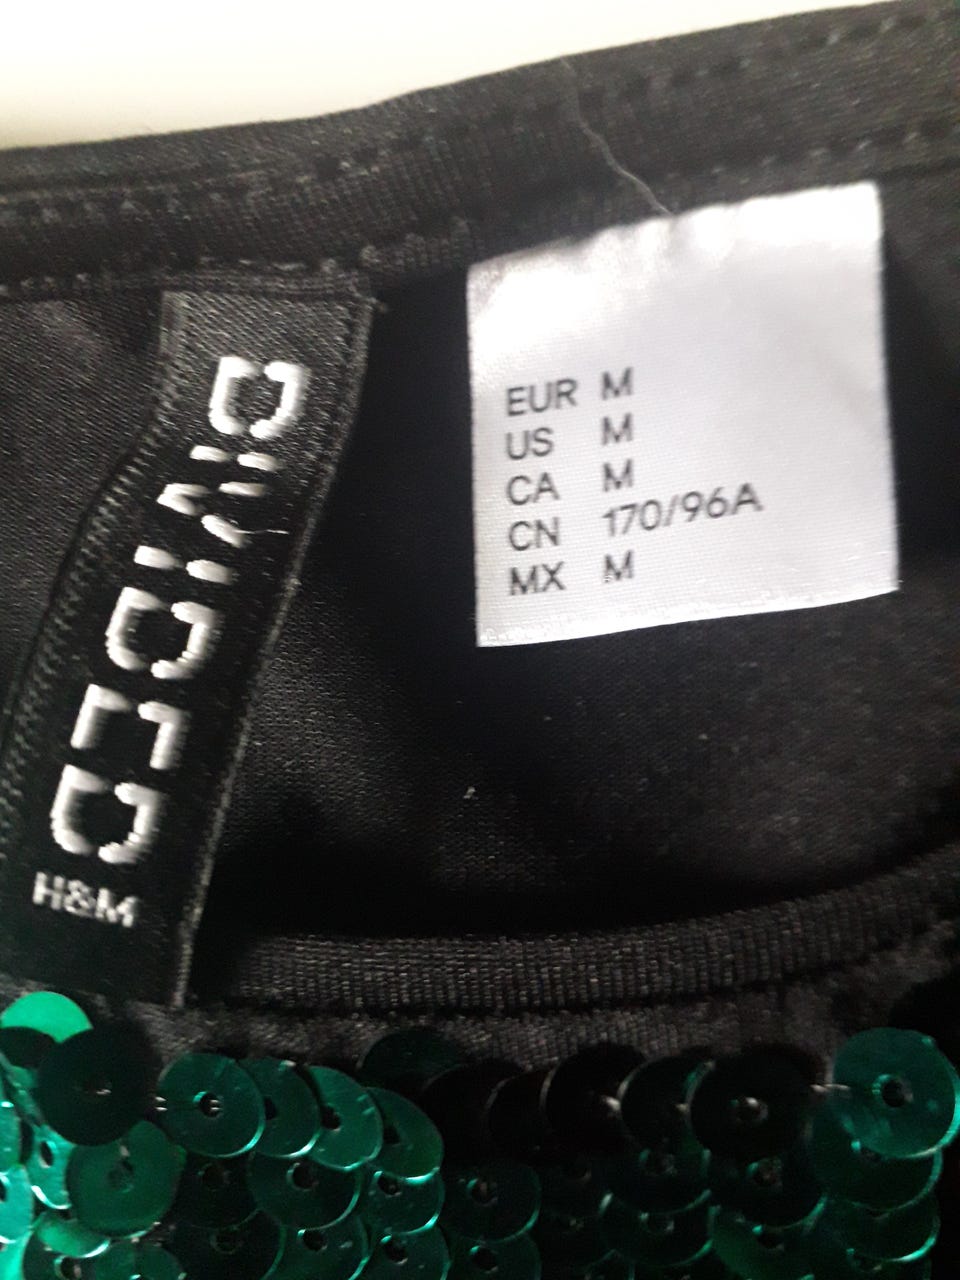 DIVIDED
H&M
EUR M
US M
CA M
CN 170/96A
MX M